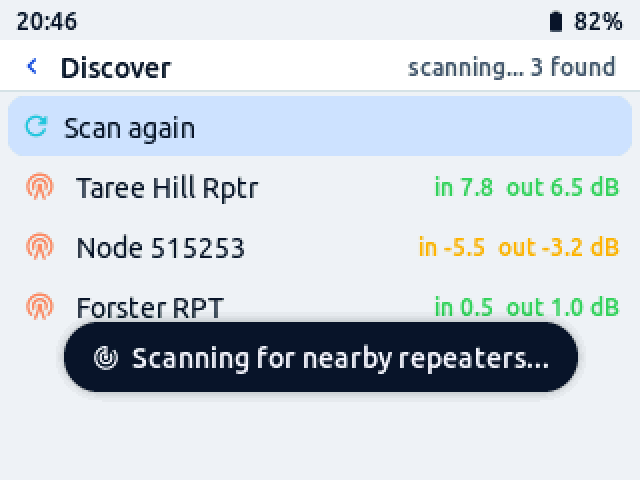 20:46 82%
Discover scanning... 3 found
Scan again
Taree Hill Rptr in 7.8 out 6.5 dB
Node 515253 in -5.5 out -3.2 dB
Forster RPT in 0.5 out 1.0 dB
Scanning for nearby repeaters...